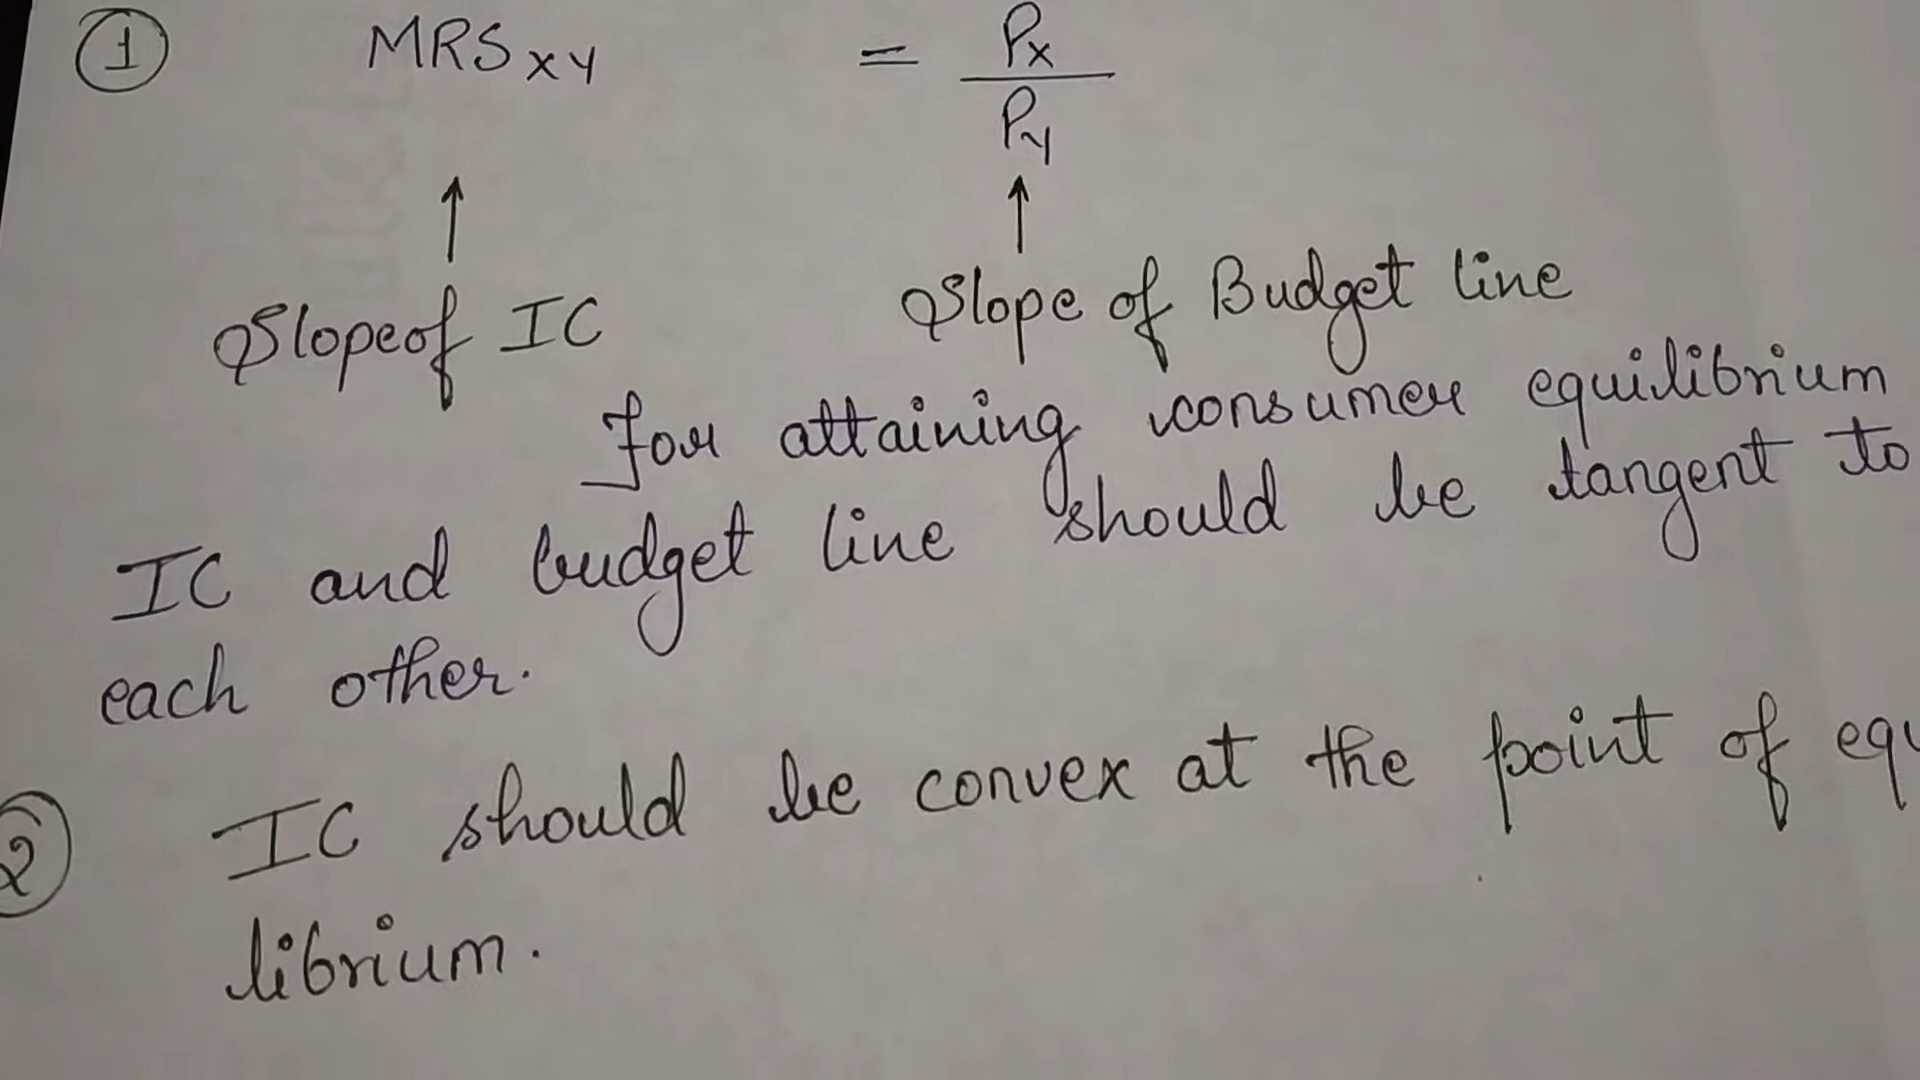 ① MRSxy = Px/Py
Slope of IC Slope of Budget line
for attaining consumer equilibrium
IC and budget line should be tangent to
each other.
② IC should be convex at the point of equ
librium.